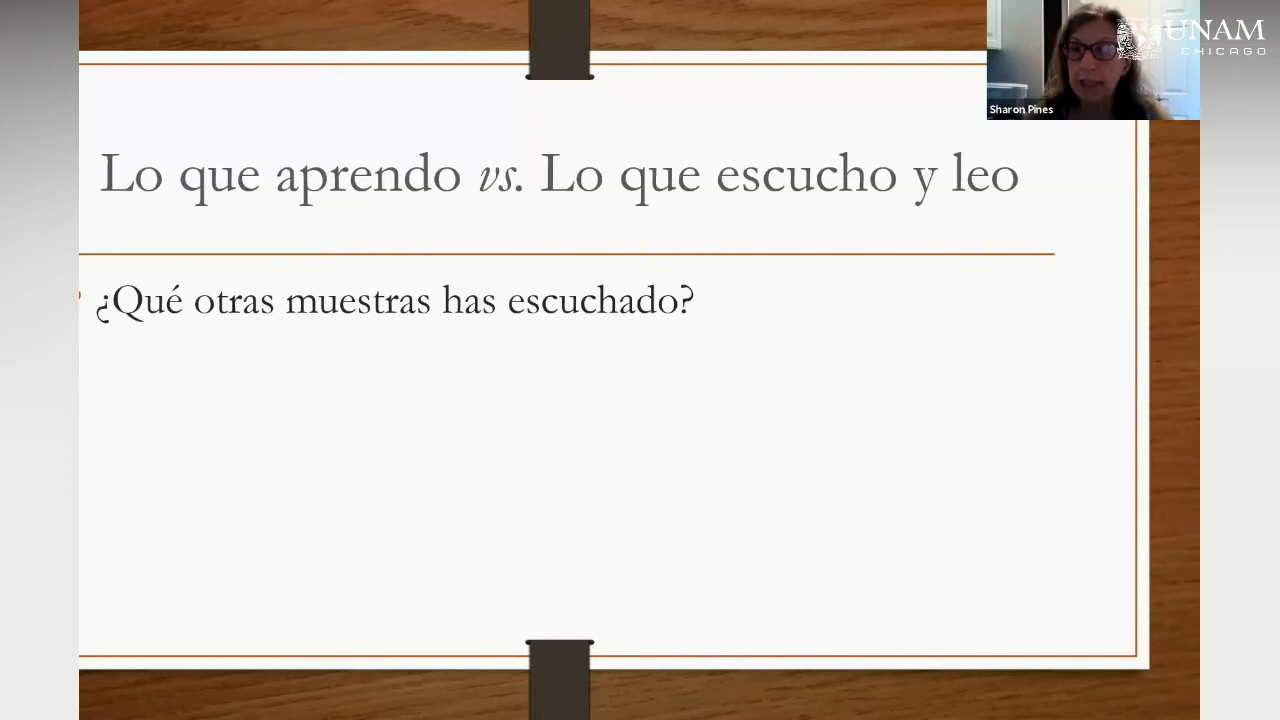 UNAM
CHICAGO
Sharon Pines
Lo que aprendo vs. Lo que escucho y leo
¿Qué otras muestras has escuchado?